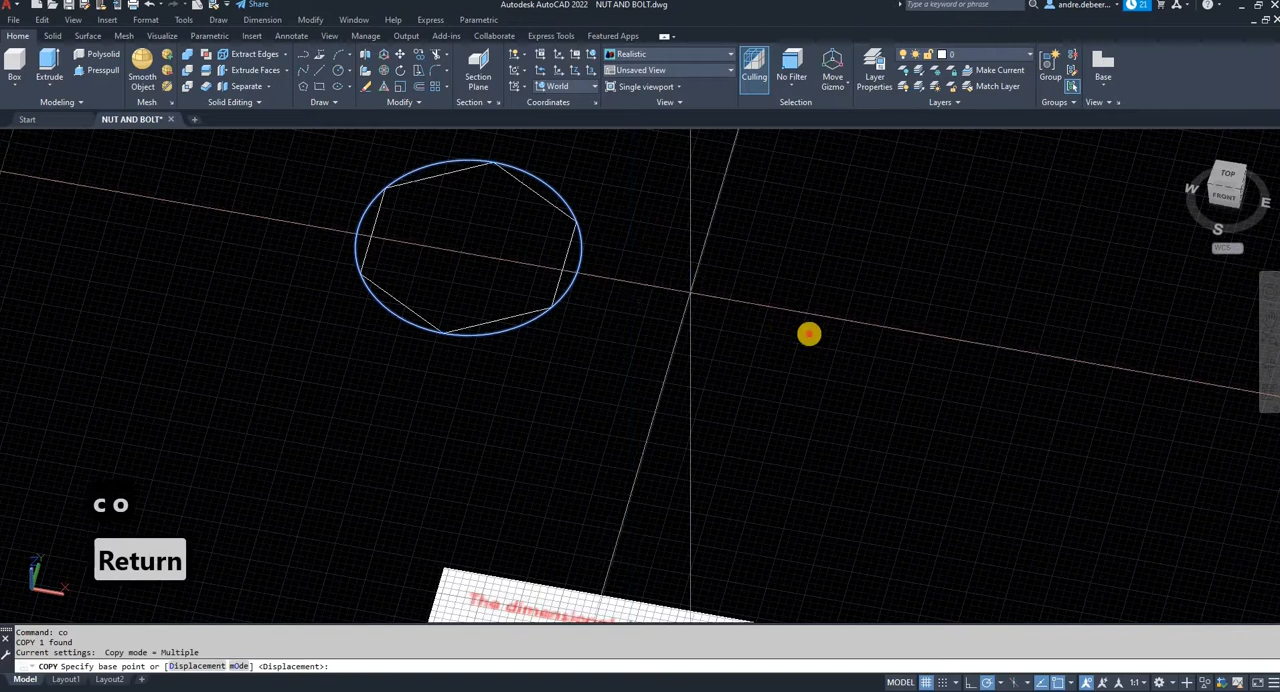 Share
Autodesk AutoCAD 2022 NUT AND BOLT.dwg
Type a keyword or phrase
andre.debeer...
21
File Edit View Insert Format Tools Draw Dimension Modify Window Help Express Parametric
Home Solid Surface Mesh Visualize Parametric Insert Annotate View Manage Output Add-ins Collaborate Express Tools Featured Apps
Polysolid Extract Edges Realistic
Presspull Extrude Faces Unsaved View
Separate World Single viewport
Box Extrude Smooth Object Section Plane Culling No Filter Move Gizmo Layer Properties 0 Make Current Match Layer Group Base
Modeling Mesh Solid Editing Draw Modify Section Coordinates View Selection Layers Groups View
Start NUT AND BOLT*
TOP
FRONT
W
E
S
WCS
c o
Return
Z
Y
X
The dimens
Command: co
COPY 1 found
Current settings: Copy mode = Multiple
COPY Specify base point or [Displacement mOde] <Displacement>:
Model Layout1 Layout2
MODEL
1:1